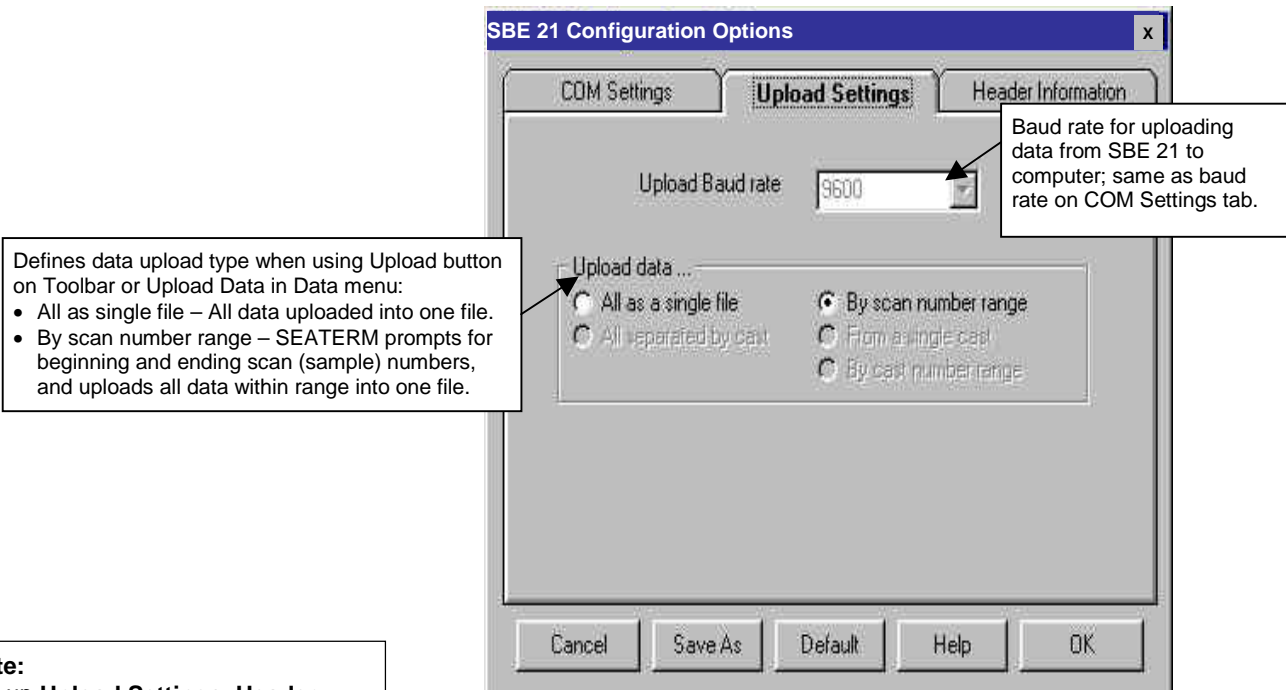 SBE 21 Configuration Options
x
COM Settings
Upload Settings
Header Information
Baud rate for uploading
data from SBE 21 to
computer; same as baud
rate on COM Settings tab.
Upload Baud rate
9600
Defines data upload type when using Upload button
on Toolbar or Upload Data in Data menu:
• All as single file – All data uploaded into one file.
• By scan number range – SEATERM prompts for
beginning and ending scan (sample) numbers,
and uploads all data within range into one file.
Upload data ...
All as a single file
By scan number range
All separated by cast
From a single cast
By cast number range
Cancel
Save As
Default
Help
OK
te:
Upload Settings